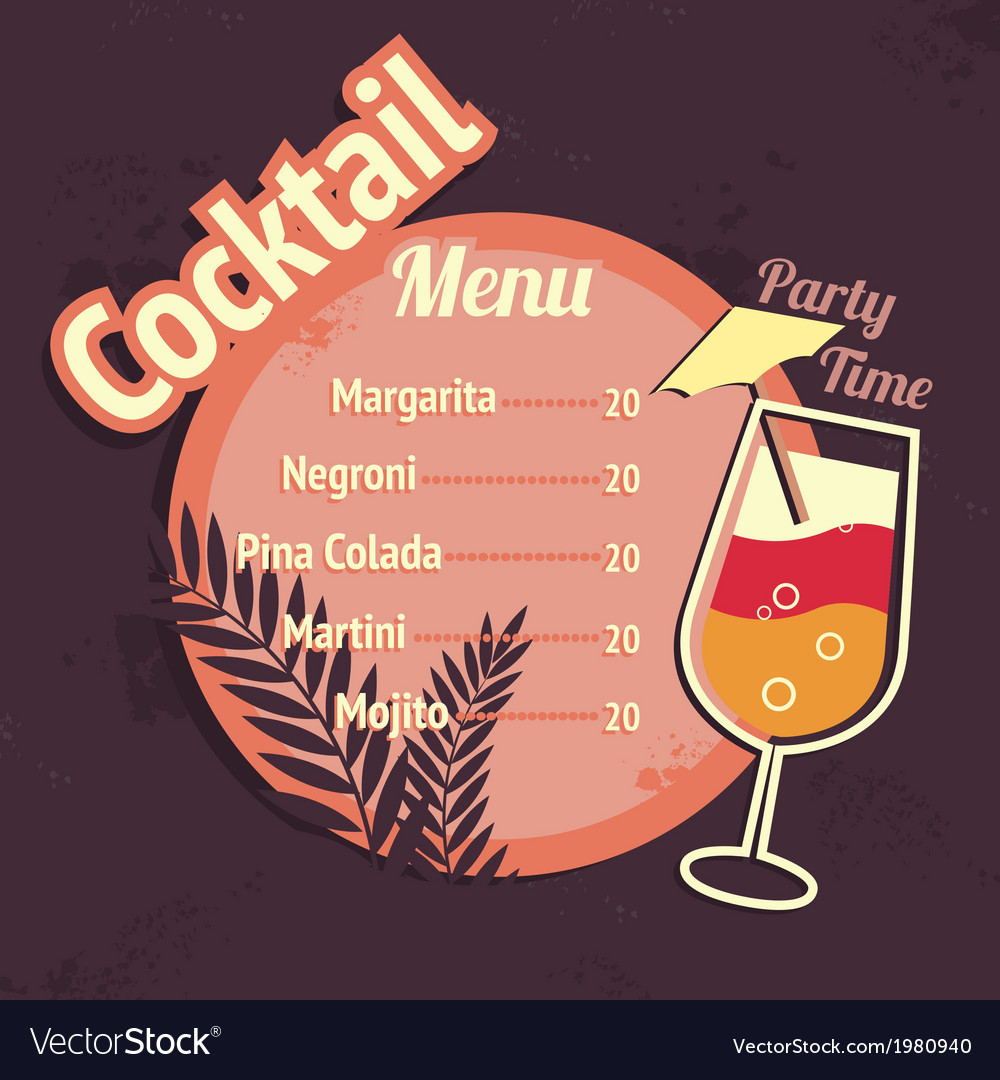 Cocktail
Menu
Party
Time
Margarita 20
Negroni 20
Pina Colada 20
Martini 20
Mojito 20
VectorStock®
VectorStock.com/1980940